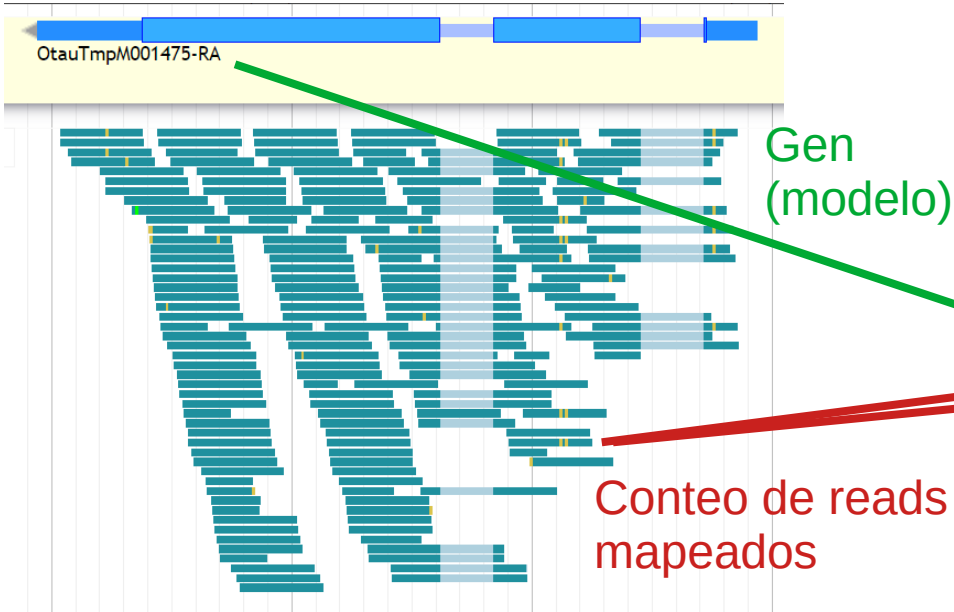 OtauTmpM001475-RA
Gen
(modelo)
Conteo de reads
mapeados